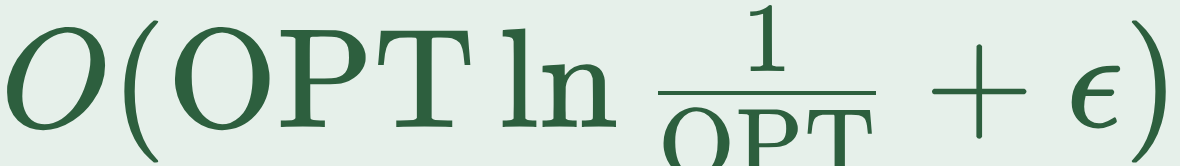 O(OPT ln 1/OPT + ϵ)